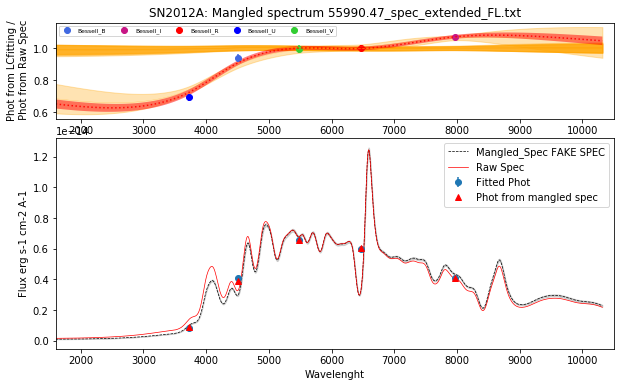 SN2012A: Mangled spectrum 55990.47_spec_extended_FL.txt
Phot from LCfitting /
Phot from Raw Spec
Bessell_B
Bessell_I
Bessell_R
Bessell_U
Bessell_V
1.0
0.8
0.6
2000 3000 4000 5000 6000 7000 8000 9000 10000
Flux erg s-1 cm-2 A-1
1.2
1.0
0.8
0.6
0.4
0.2
0.0
Mangled_Spec FAKE SPEC
Raw Spec
Fitted Phot
Phot from mangled spec
2000 3000 4000 5000 6000 7000 8000 9000 10000
Wavelenght